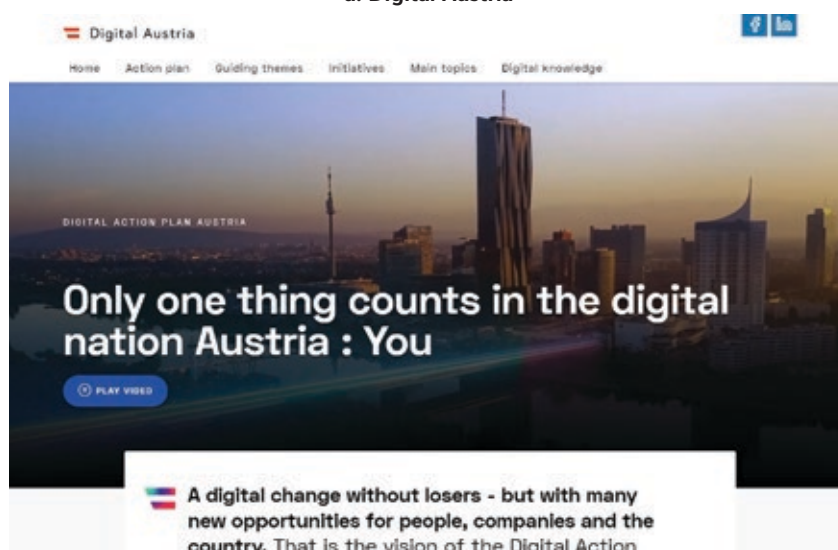 a. Digital Austria
Digital Austria
f in
Home Action plan Guiding themes Initiatives Main topics Digital knowledge
DIGITAL ACTION PLAN AUSTRIA
Only one thing counts in the digital
nation Austria : You
PLAY VIDEO
A digital change without losers - but with many
new opportunities for people, companies and the
country. That is the vision of the Digital Action